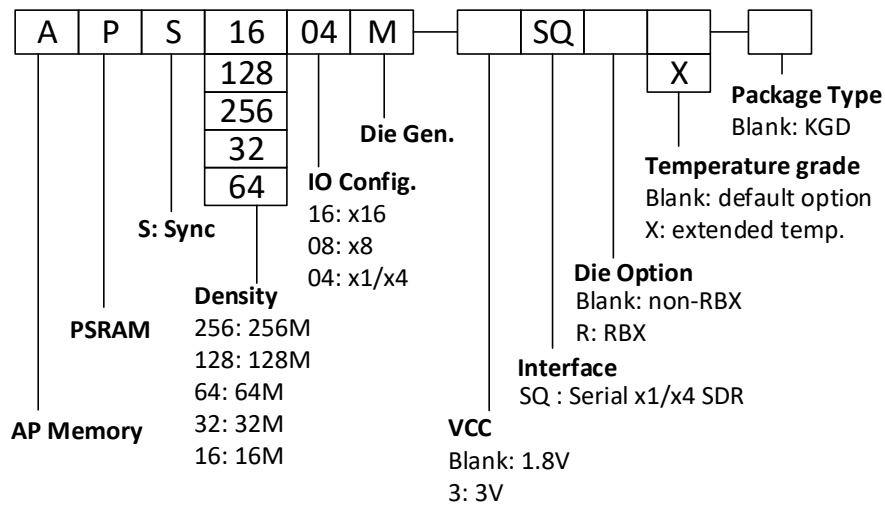 A P S 16 04 M SQ
128
256
32
64
X
Package Type
Blank: KGD
Die Gen.
Temperature grade
Blank: default option
X: extended temp.
IO Config.
16: x16
08: x8
04: x1/x4
S: Sync
Die Option
Blank: non-RBX
R: RBX
Density
256: 256M
128: 128M
64: 64M
32: 32M
16: 16M
PSRAM
Interface
SQ : Serial x1/x4 SDR
AP Memory
VCC
Blank: 1.8V
3: 3V